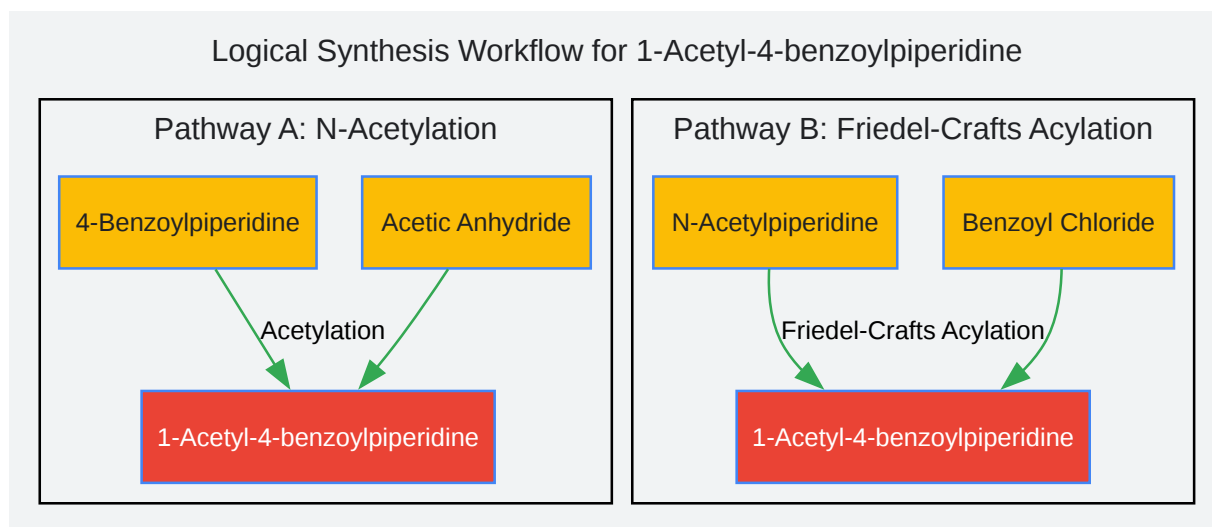 Logical Synthesis Workflow for 1-Acetyl-4-benzoylpiperidine
Pathway A: N-Acetylation
4-Benzoylpiperidine
Acetic Anhydride
Acetylation
1-Acetyl-4-benzoylpiperidine
Pathway B: Friedel-Crafts Acylation
N-Acetylpiperidine
Benzoyl Chloride
Friedel-Crafts Acylation
1-Acetyl-4-benzoylpiperidine